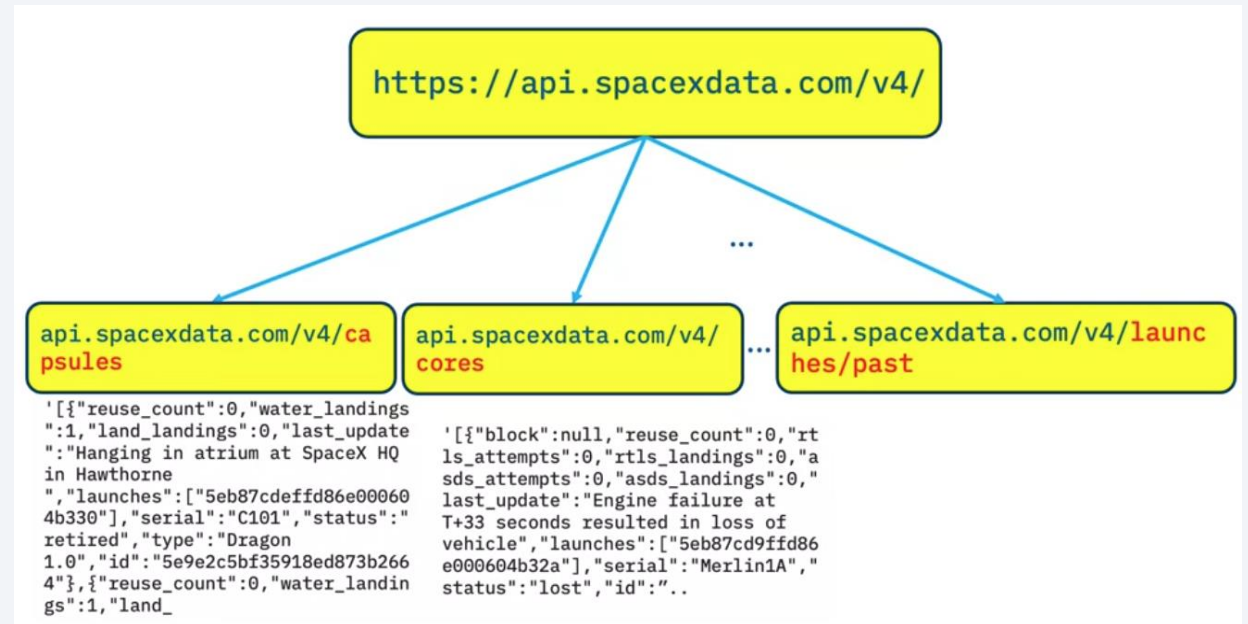 https://api.spacexdata.com/v4/
...
api.spacexdata.com/v4/ca
psules
api.spacexdata.com/v4/
cores
...
api.spacexdata.com/v4/launc
hes/past
'[{"reuse_count":0,"water_landings
":1,"land_landings":0,"last_update
":"Hanging in atrium at SpaceX HQ
in Hawthorne
","launches":["5eb87cdeffd86e00060
4b330"],"serial":"C101","status":"
retired","type":"Dragon
1.0","id":"5e9e2c5bf35918ed873b266
4"},{"reuse_count":0,"water_landin
gs":1,"land_
'[{"block":null,"reuse_count":0,"rt
ls_attempts":0,"rtls_landings":0,"a
sds_attempts":0,"asds_landings":0,"
last_update":"Engine failure at
T+33 seconds resulted in loss of
vehicle","launches":["5eb87cd9ffd86
e000604b32a"],"serial":"Merlin1A","
status":"lost","id":”..